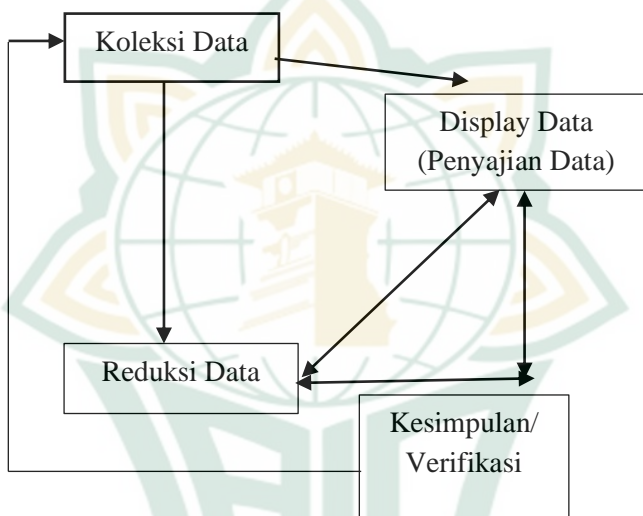 Koleksi Data
Display Data
(Penyajian Data)
Reduksi Data
Kesimpulan/
Verifikasi